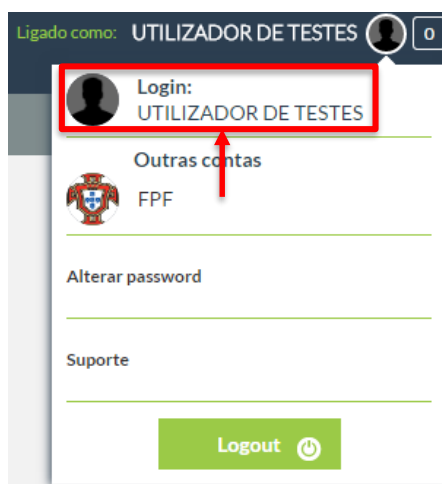 Ligado como: UTILIZADOR DE TESTES 0
Login:
UTILIZADOR DE TESTES
Outras contas
FPF
Alterar password
Suporte
Logout